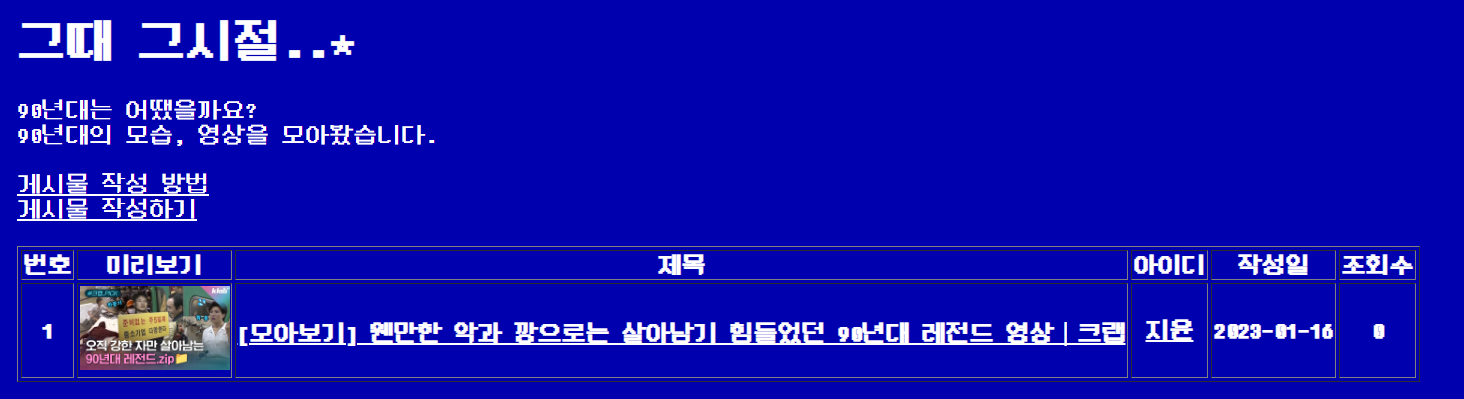 그때 그시절..*
90년대는 어땠을까요?
90년대의 모습, 영상을 모아왔습니다.
게시물 작성 방법
게시물 작성하기
번호 미리보기 제목 아이디 작성일 조회수
1 [모아보기] 웬만한 악과 깡으로는 살아남기 힘들었던 90년대 레전드 영상 | 크랩 지윤 2023-01-16 0
오직 강한 자만 살아남는
90년대 레전드.zip